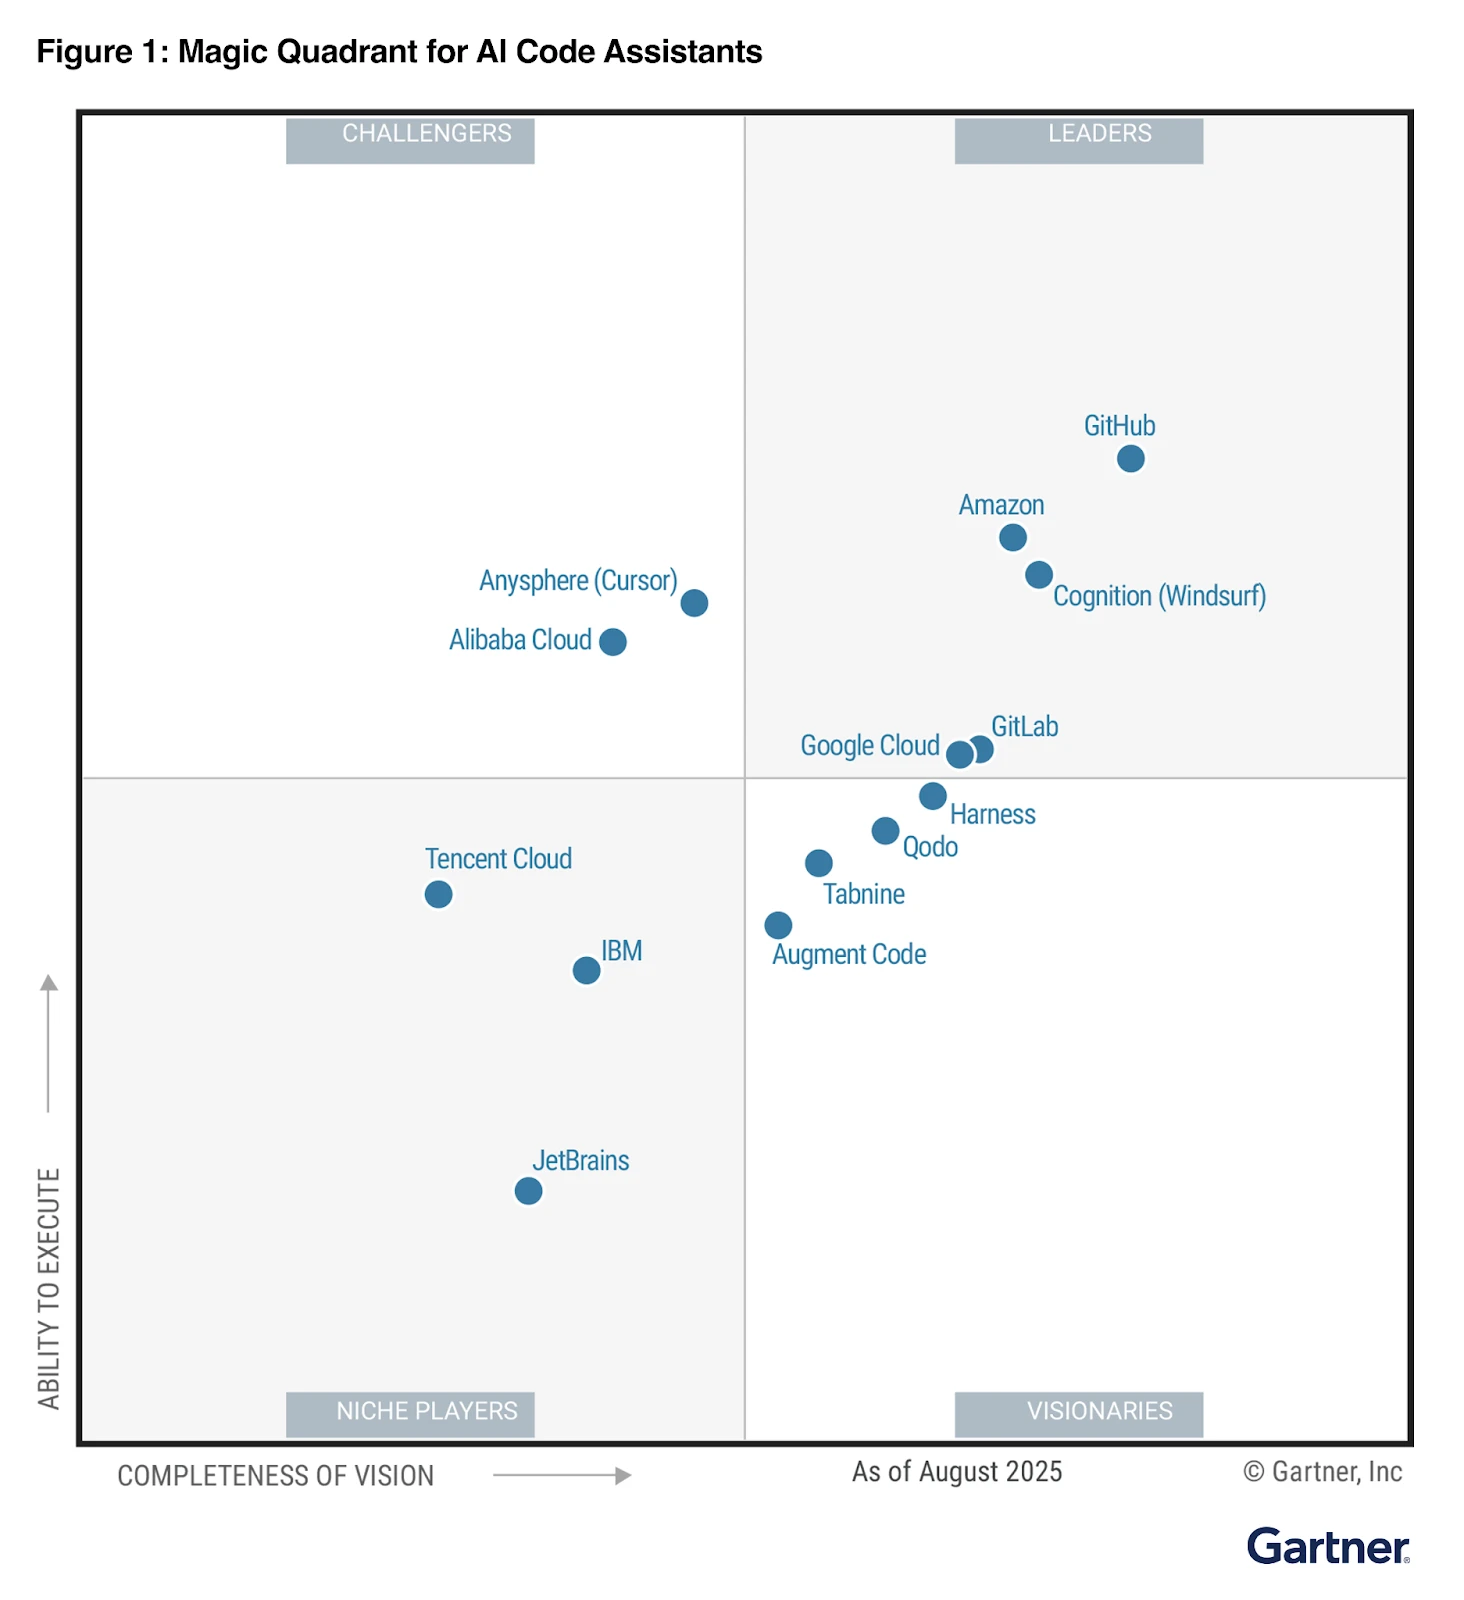 Figure 1: Magic Quadrant for AI Code Assistants
CHALLENGERS
LEADERS
GitHub
Amazon
Cognition (Windsurf)
Anysphere (Cursor)
Alibaba Cloud
GitLab
Google Cloud
Harness
Qodo
Tabnine
Augment Code
Tencent Cloud
IBM
JetBrains
NICHE PLAYERS
VISIONARIES
ABILITY TO EXECUTE
COMPLETENESS OF VISION
As of August 2025
© Gartner, Inc
Gartner®